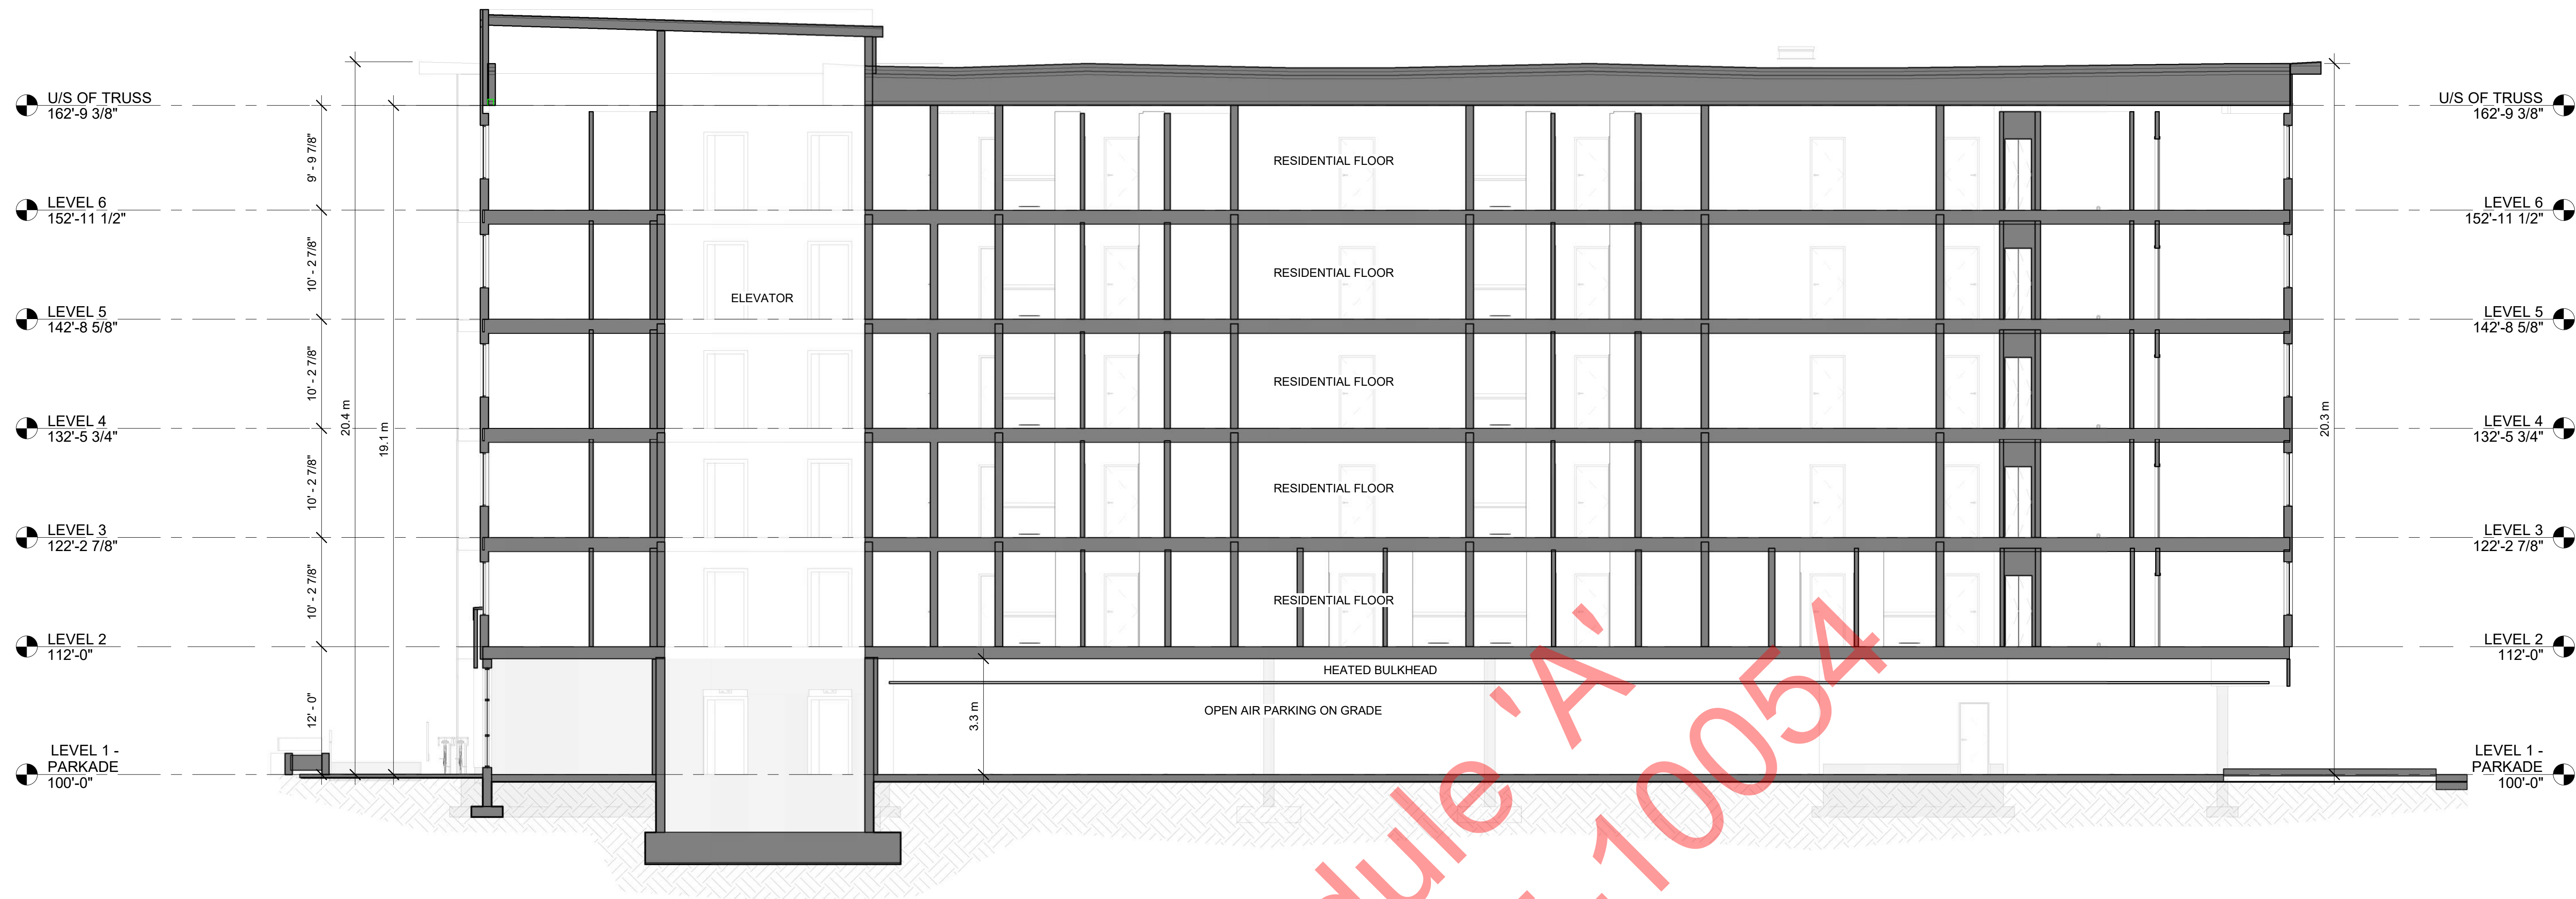 U/S OF TRUSS
162'-9 3/8"
LEVEL 6
152'-11 1/2"
LEVEL 5
142'-8 5/8"
LEVEL 4
132'-5 3/4"
LEVEL 3
122'-2 7/8"
LEVEL 2
112'-0"
LEVEL 1 -
PARKADE
100'-0"
9' - 9 7/8"
10' - 2 7/8"
10' - 2 7/8"
10' - 2 7/8"
10' - 2 7/8"
12' - 0"
20.4 m
19.1 m
ELEVATOR
RESIDENTIAL FLOOR
RESIDENTIAL FLOOR
RESIDENTIAL FLOOR
RESIDENTIAL FLOOR
RESIDENTIAL FLOOR
HEATED BULKHEAD
OPEN AIR PARKING ON GRADE
3.3 m
dule 'A'
.10054
20.3 m
U/S OF TRUSS
162'-9 3/8"
LEVEL 6
152'-11 1/2"
LEVEL 5
142'-8 5/8"
LEVEL 4
132'-5 3/4"
LEVEL 3
122'-2 7/8"
LEVEL 2
112'-0"
LEVEL 1 -
PARKADE
100'-0"